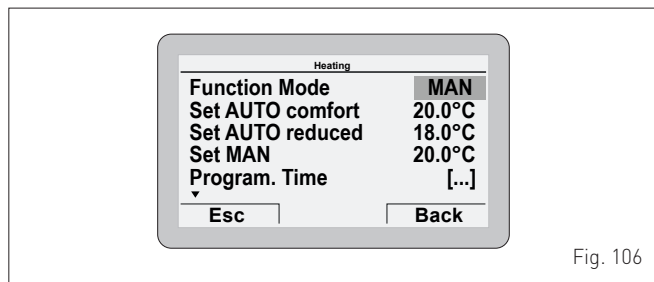 Heating
Function Mode MAN
Set AUTO comfort 20.0°C
Set AUTO reduced 18.0°C
Set MAN 20.0°C
Program. Time [...]
Esc Back
Fig. 106